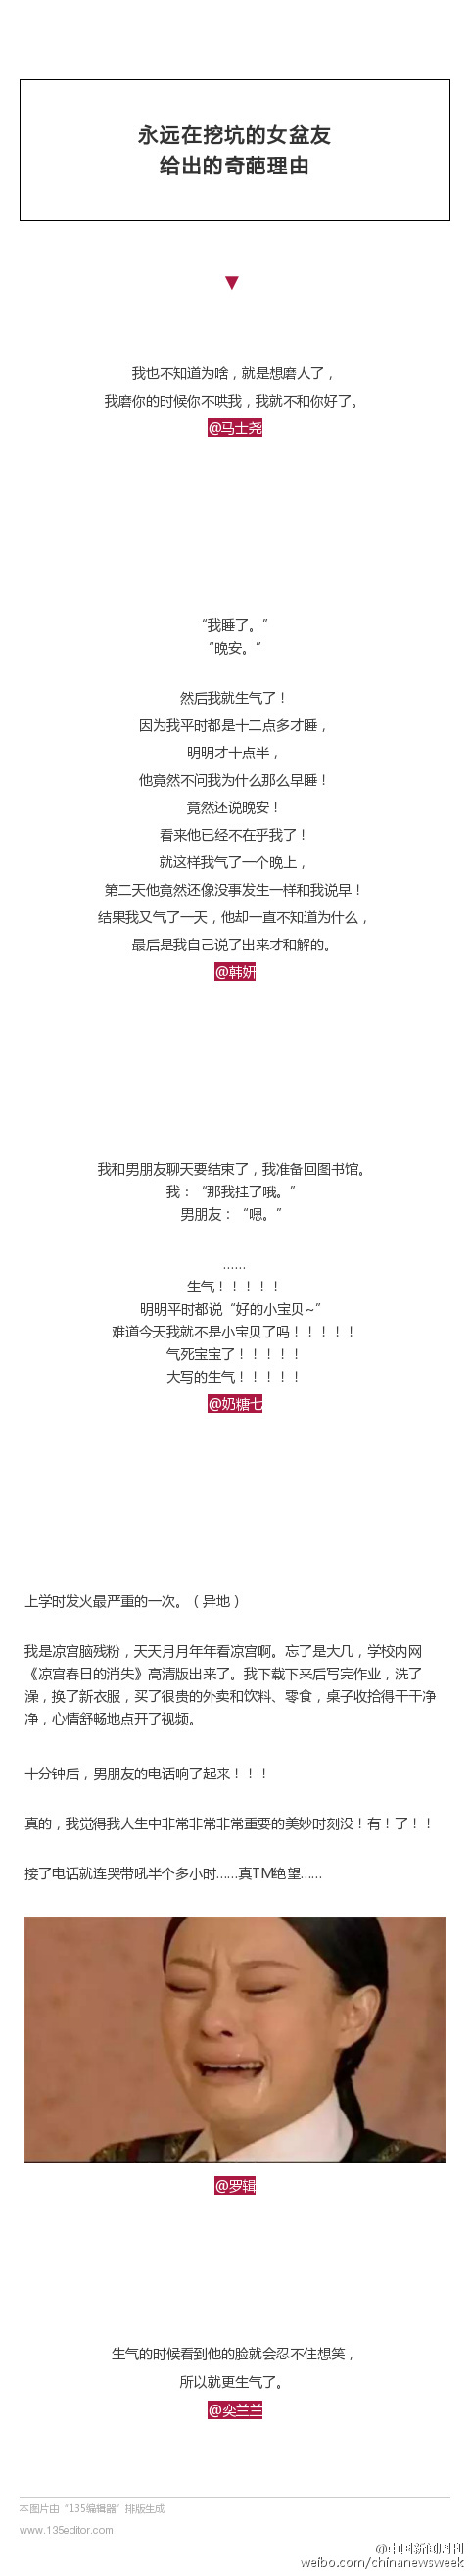 永远在挖坑的女盆友
给出的奇葩理由
我也不知道为啥，就是想磨人了，
我磨你的时候你不哄我，我就不和你好了。
@马士尧
“我睡了。”
“晚安。”
然后我就生气了！
因为我平时都是十二点多才睡，
明明才十点半，
他竟然不问我为什么那么早睡！
竟然还说晚安！
看来他已经不在乎我了！
就这样我气了一个晚上，
第二天他竟然还像没事发生一样和我说早！
结果我又气了一天，他却一直不知道为什么，
最后是我自己说了出来才和解的。
@韩妍
我和男朋友聊天要结束了，我准备回图书馆。
我：“那我挂了哦。”
男朋友：“嗯。”
……
生气！！！！！
明明平时都说“好的小宝贝~”
难道今天我就不是小宝贝了吗！！！！！
气死宝宝了！！！！！
大写的生气！！！！！
@奶糖七
上学时发火最严重的一次。（异地）
我是凉宫脑残粉，天天月月年年看凉宫啊。忘了是大几，学校内网
《凉宫春日的消失》高清版出来了。我下载下来后写完作业，洗了
澡，换了新衣服，买了很贵的外卖和饮料、零食，桌子收拾得干干净
净，心情舒畅地点开了视频。
十分钟后，男朋友的电话响了起来！！！
真的，我觉得我人生中非常非常非常重要的美妙时刻没！有！了！！
接了电话就连哭带吼半个多小时……真TM绝望……
@罗辑
生气的时候看到他的脸就会忍不住想笑，
所以就更生气了。
@奕兰兰
本图片由“135编辑器”排版生成
www.135editor.com
@中国新闻周刊
weibo.com/chinanewsweek